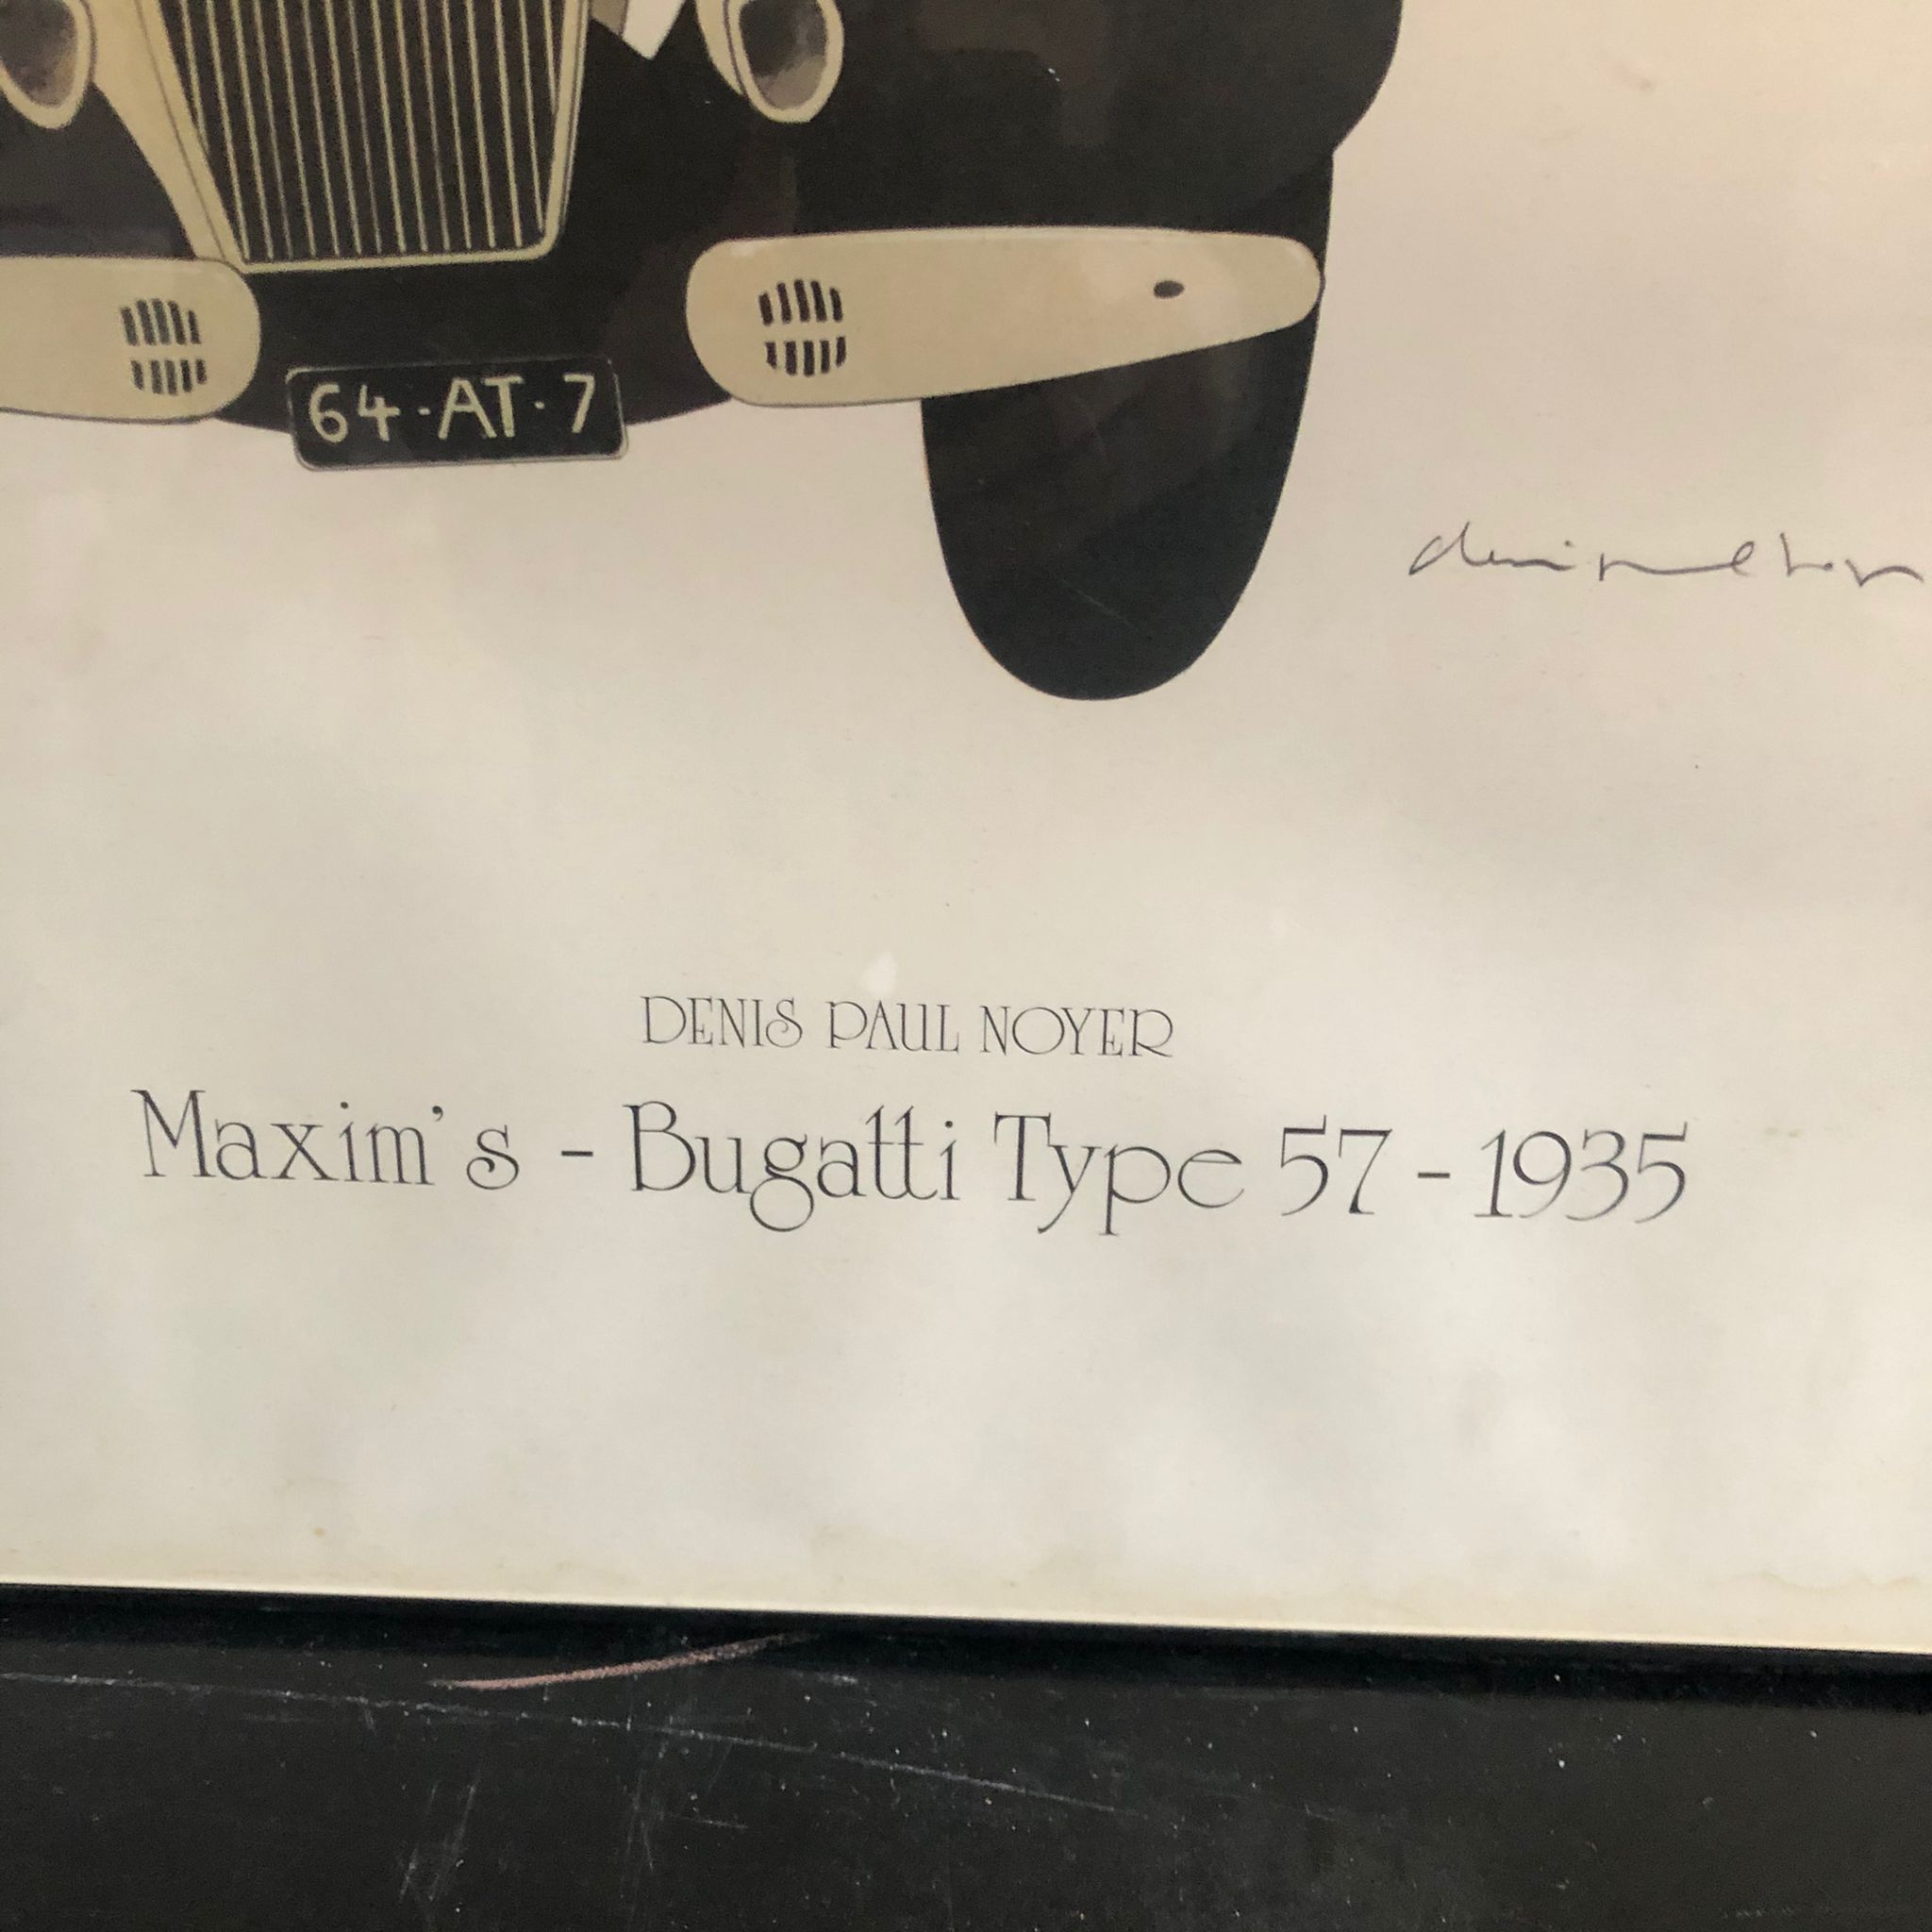 64-AT-7
DENIS PAUL NOYER
Maxim's - Bugatti Type 57 - 1935